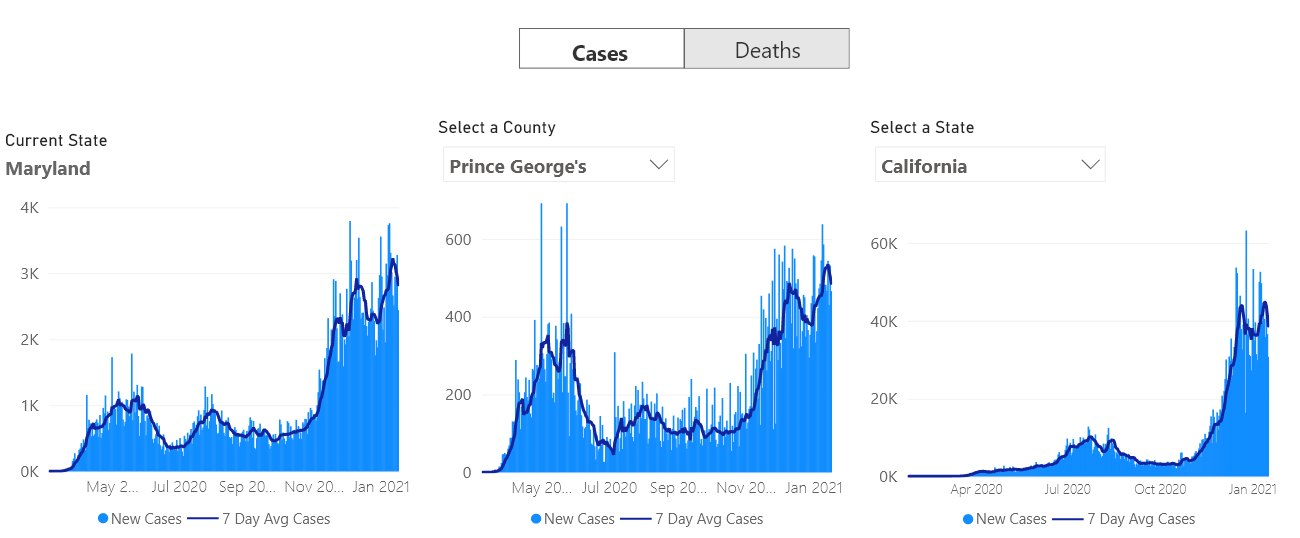 Cases
Deaths
Current State
Maryland
4K
3K
2K
1K
0K
May 2...
Jul 2020
Sep 20...
Nov 20...
Jan 2021
New Cases
7 Day Avg Cases
Select a County
Prince George's
600
400
200
0
May 20...
Jul 2020
Sep 20...
Nov 20...
Jan 2021
New Cases
7 Day Avg Cases
Select a State
California
60K
40K
20K
0K
Apr 2020
Jul 2020
Oct 2020
Jan 2021
New Cases
7 Day Avg Cases